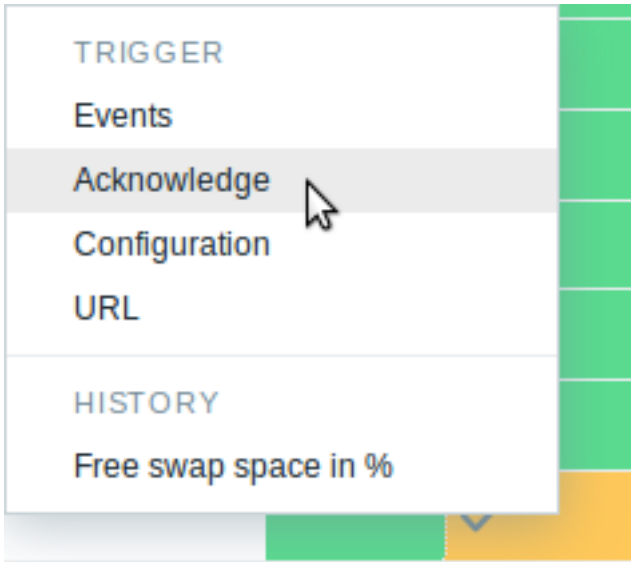 TRIGGER
Events
Acknowledge
Configuration
URL
HISTORY
Free swap space in %